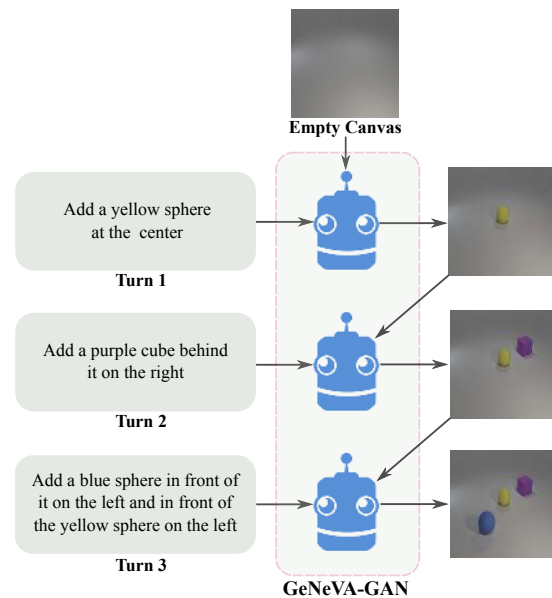 Empty Canvas
Add a yellow sphere
at the center
Turn 1
Add a purple cube behind
it on the right
Turn 2
Add a blue sphere in front of
it on the left and in front of
the yellow sphere on the left
Turn 3
GeNeVA-GAN